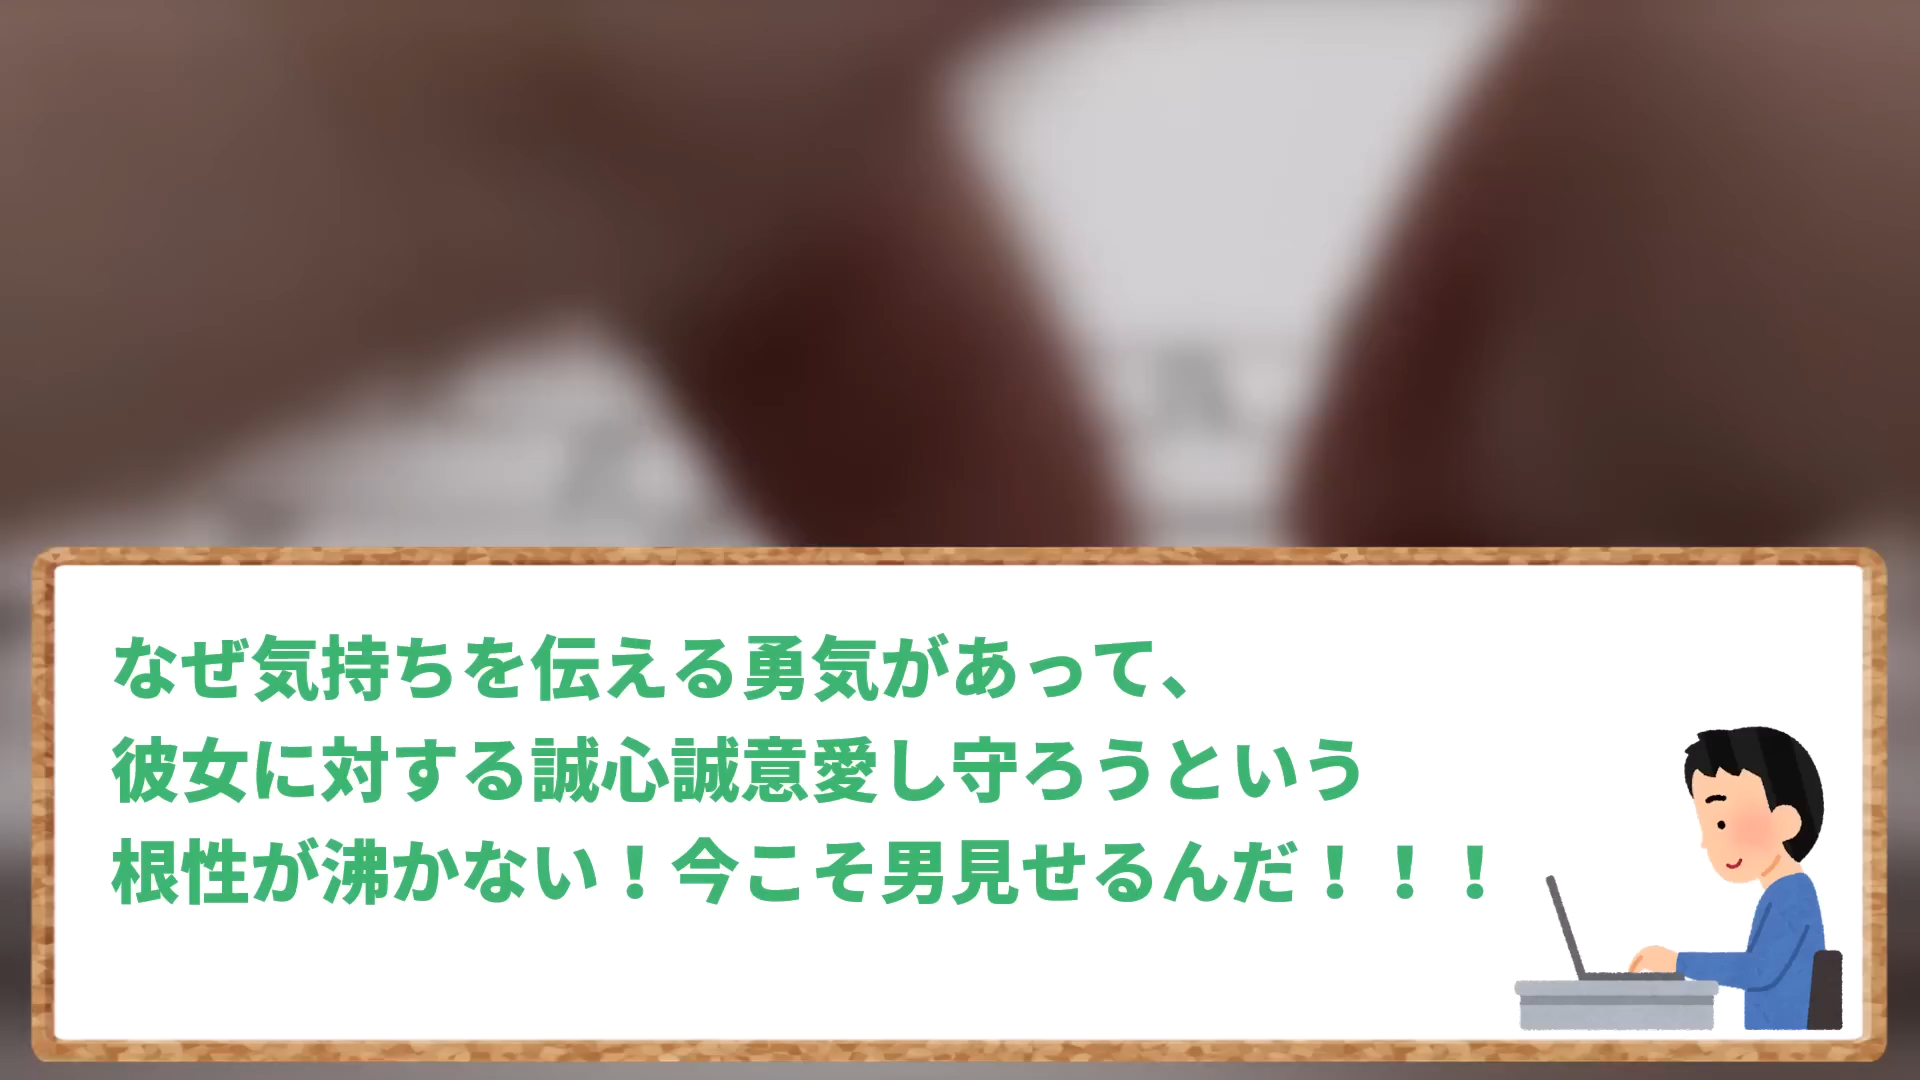 なぜ気持ちを伝える勇気があって、
彼女に対する誠心誠意愛し守ろうという
根性が沸かない！今こそ男見せるんだ！！！